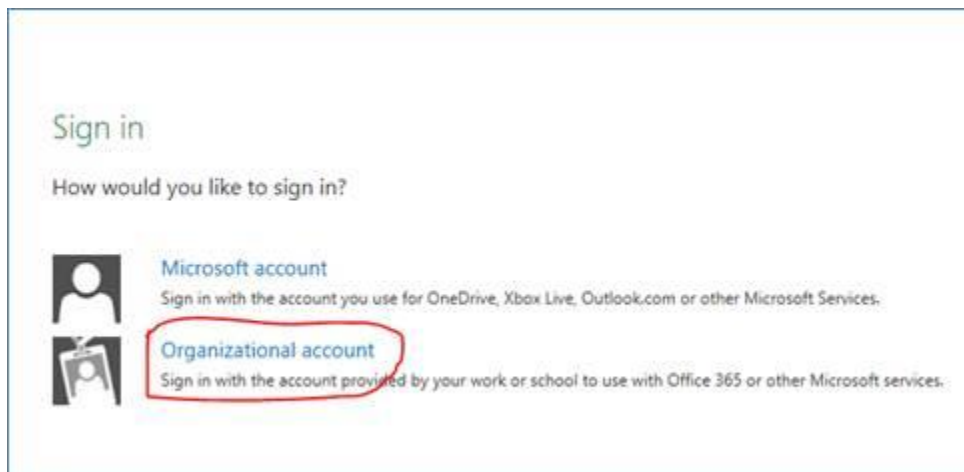 Sign in
How would you like to sign in?
Microsoft account
Sign in with the account you use for OneDrive, Xbox Live, Outlook.com or other Microsoft Services.
Organizational account
Sign in with the account provided by your work or school to use with Office 365 or other Microsoft services.